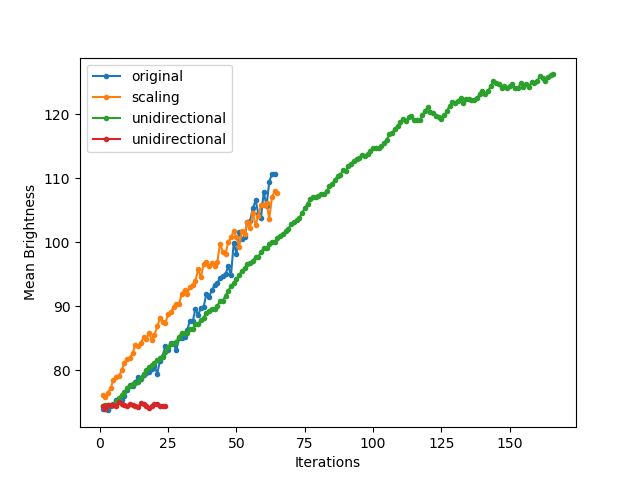 original
scaling
unidirectional
unidirectional
120
110
100
90
80
Mean Brightness
0 25 50 75 100 125 150
Iterations